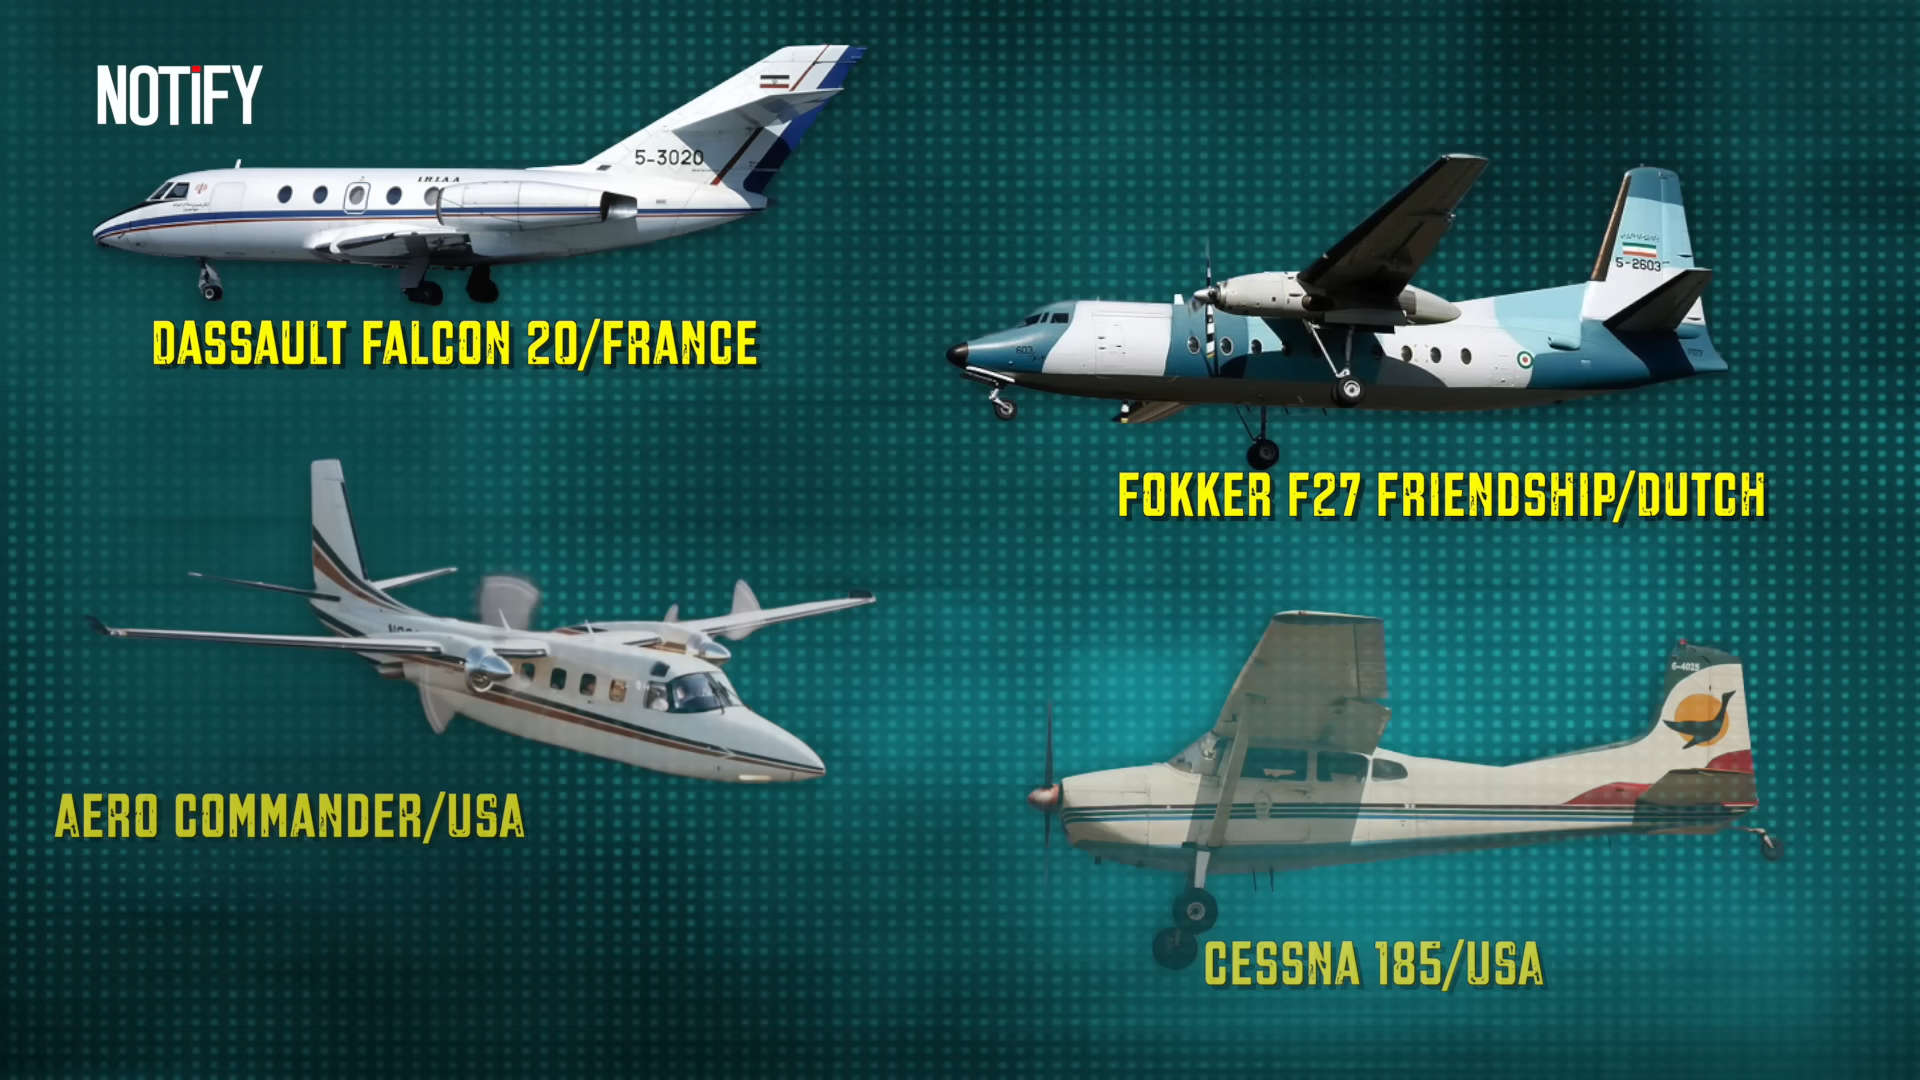 NOTiFY
5-3020
I.R.I.A.A
DASSAULT FALCON 20/FRANCE
5-2603
603
FOKKER F27 FRIENDSHIP/DUTCH
AERO COMMANDER/USA
CESSNA 185/USA